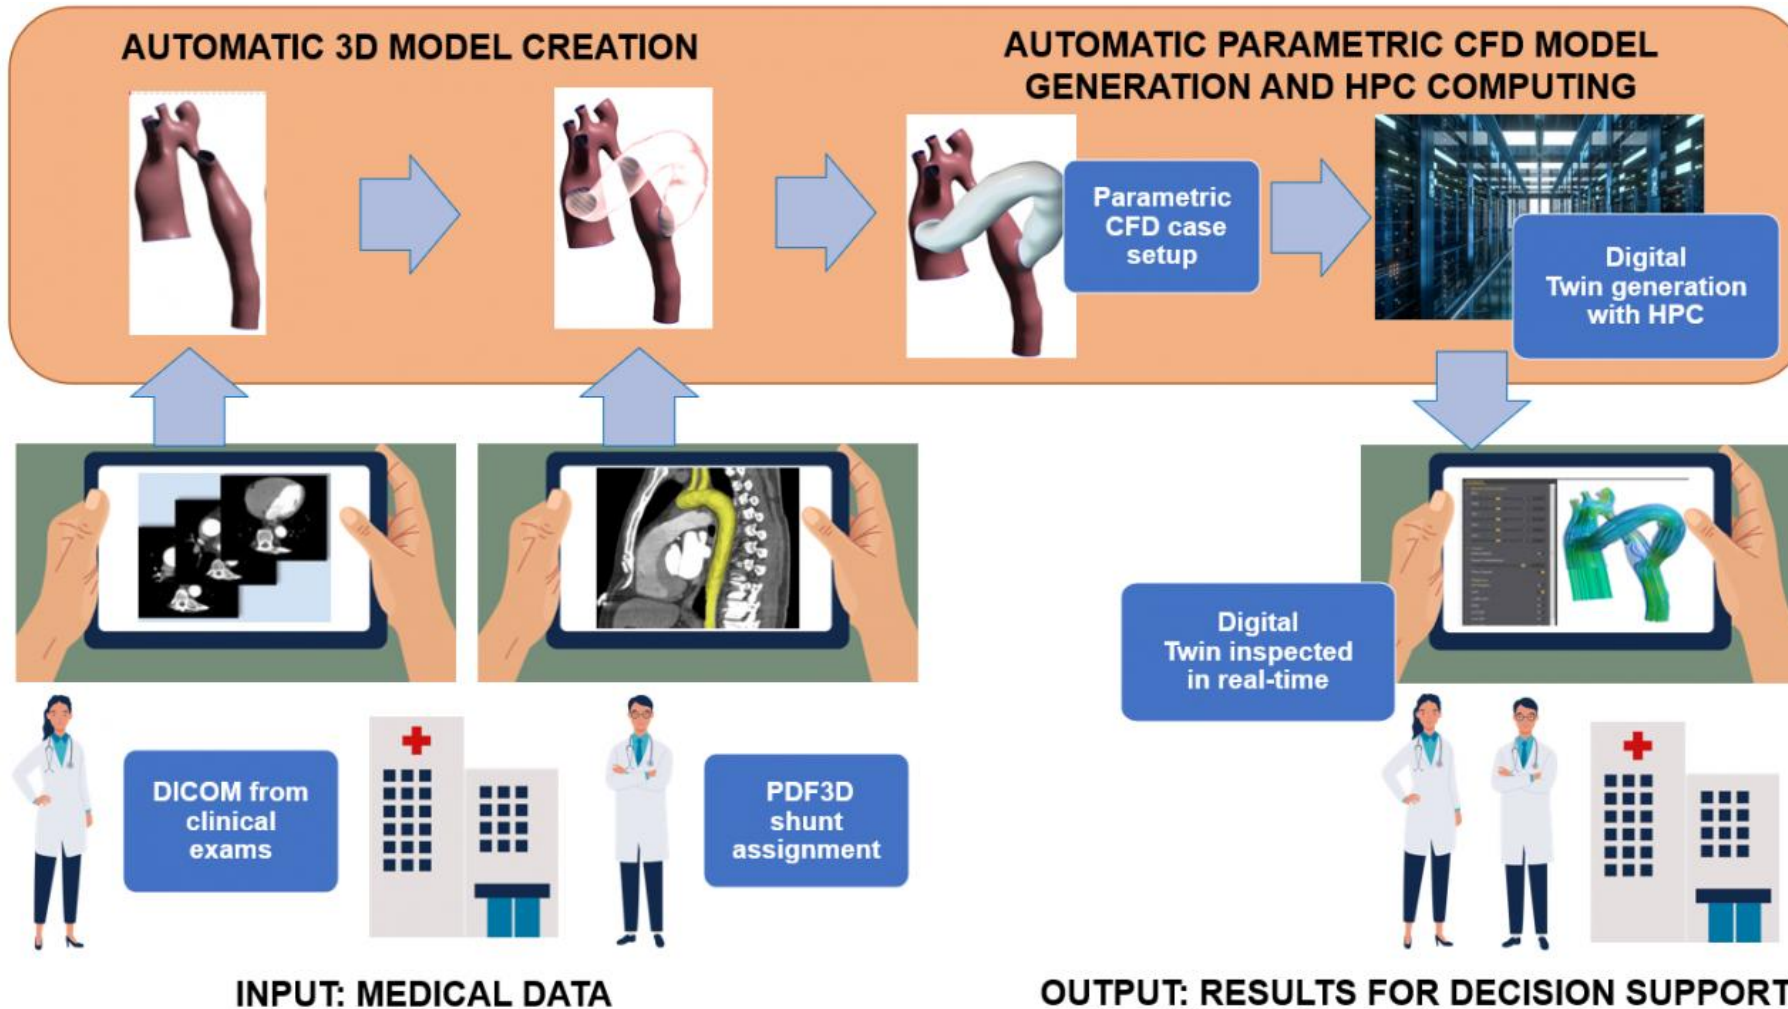 AUTOMATIC 3D MODEL CREATION
AUTOMATIC PARAMETRIC CFD MODEL
GENERATION AND HPC COMPUTING
Parametric
CFD case
setup
Digital
Twin generation
with HPC
Digital
Twin inspected
in real-time
DICOM from
clinical
exams
PDF3D
shunt
assignment
INPUT: MEDICAL DATA
OUTPUT: RESULTS FOR DECISION SUPPORT